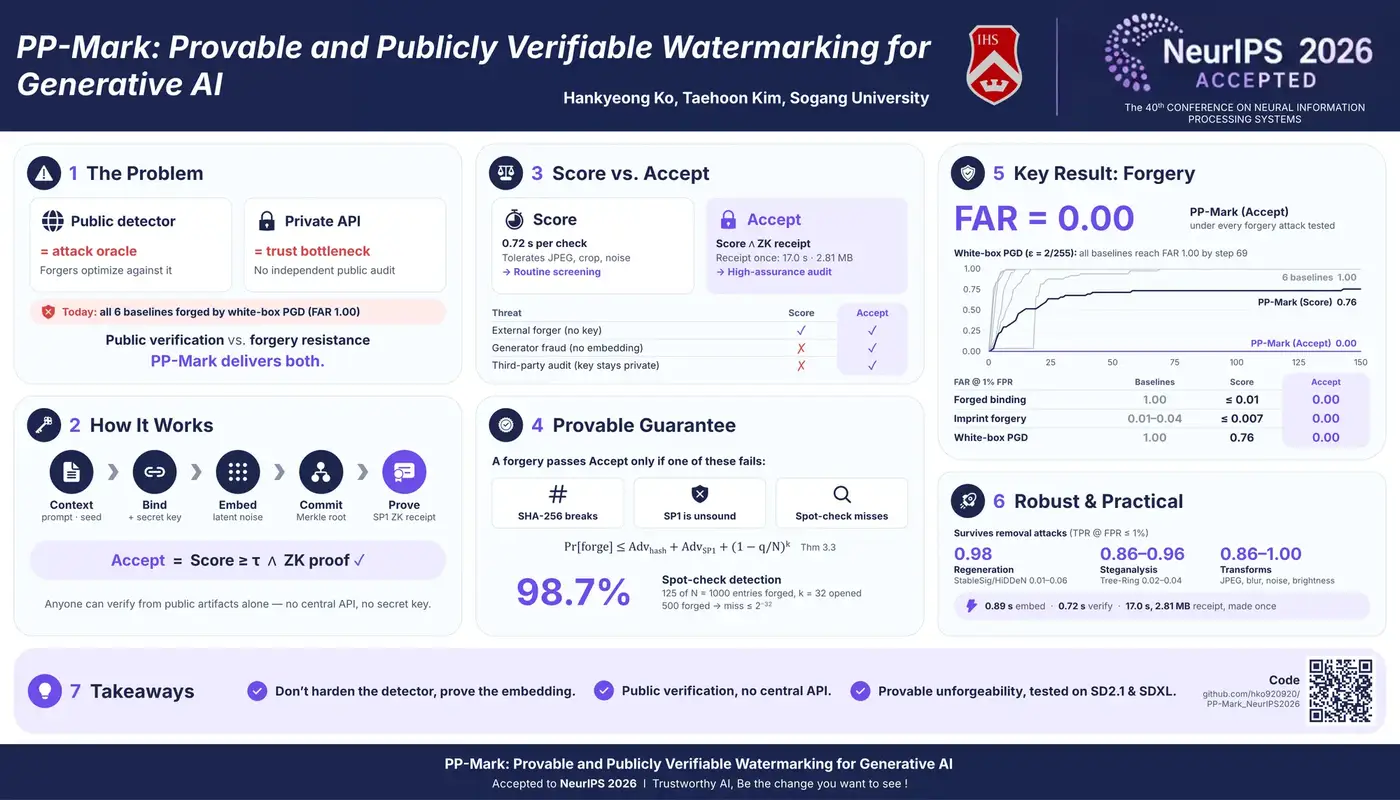 PP-Mark: Provable and Publicly Verifiable Watermarking for
Generative AI
Hankyeong Ko, Taehoon Kim, Sogang University
IHS
NeurIPS 2026
ACCEPTED
The 40th CONFERENCE ON NEURAL INFORMATION
PROCESSING SYSTEMS
1 The Problem
Public detector
= attack oracle
Forgers optimize against it
Private API
= trust bottleneck
No independent public audit
Today: all 6 baselines forged by white-box PGD (FAR 1.00)
Public verification vs. forgery resistance
PP-Mark delivers both.
2 How It Works
Context
prompt · seed
Bind
+ secret key
Embed
latent noise
Commit
Merkle root
Prove
SP1 ZK receipt
Accept = Score ≥ τ ∧ ZK proof ✓
Anyone can verify from public artifacts alone — no central API, no secret key.
3 Score vs. Accept
Score
0.72 s per check
Tolerates JPEG, crop, noise
→ Routine screening
Accept
Score ∧ ZK receipt
Receipt once: 17.0 s · 2.81 MB
→ High-assurance audit
Threat Score Accept
External forger (no key) ✓ ✓
Generator fraud (no embedding) ✗ ✓
Third-party audit (key stays private) ✗ ✓
4 Provable Guarantee
A forgery passes Accept only if one of these fails:
#
SHA-256 breaks
SP1 is unsound
Spot-check misses
Pr[forge] ≤ Adv_hash + Adv_SP1 + (1 − q/N)^k Thm 3.3
98.7%
Spot-check detection
125 of N = 1000 entries forged, k = 32 opened
500 forged → miss ≤ 2⁻³²
5 Key Result: Forgery
FAR = 0.00
PP-Mark (Accept)
under every forgery attack tested
White-box PGD (ε = 2/255): all baselines reach FAR 1.00 by step 69
1.00
0.75
0.50
0.25
0.00
6 baselines 1.00
PP-Mark (Score) 0.76
PP-Mark (Accept) 0.00
0 25 50 75 100 125 150
FAR @ 1% FPR Baselines Score Accept
Forged binding 1.00 ≤ 0.01 0.00
Imprint forgery 0.01–0.04 ≤ 0.007 0.00
White-box PGD 1.00 0.76 0.00
6 Robust & Practical
Survives removal attacks (TPR @ FPR ≤ 1%)
0.98
Regeneration
StableSig/HiDDeN 0.01–0.06
0.86–0.96
Steganalysis
Tree-Ring 0.02–0.04
0.86–1.00
Transforms
JPEG, blur, noise, brightness
0.89 s embed · 0.72 s verify · 17.0 s, 2.81 MB receipt, made once
7 Takeaways
Don’t harden the detector, prove the embedding.
Public verification, no central API.
Provable unforgeability, tested on SD2.1 & SDXL.
Code
github.com/hko920920/
PP-Mark_NeurIPS2026
PP-Mark: Provable and Publicly Verifiable Watermarking for Generative AI
Accepted to NeurIPS 2026 | Trustworthy AI, Be the change you want to see !